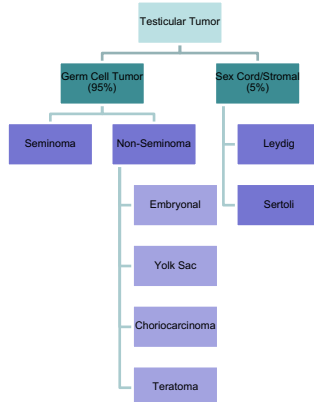 Testicular Tumor
Germ Cell Tumor
(95%)
Sex Cord/Stromal
(5%)
Seminoma
Non-Seminoma
Leydig
Embryonal
Sertoli
Yolk Sac
Choriocarcinoma
Teratoma